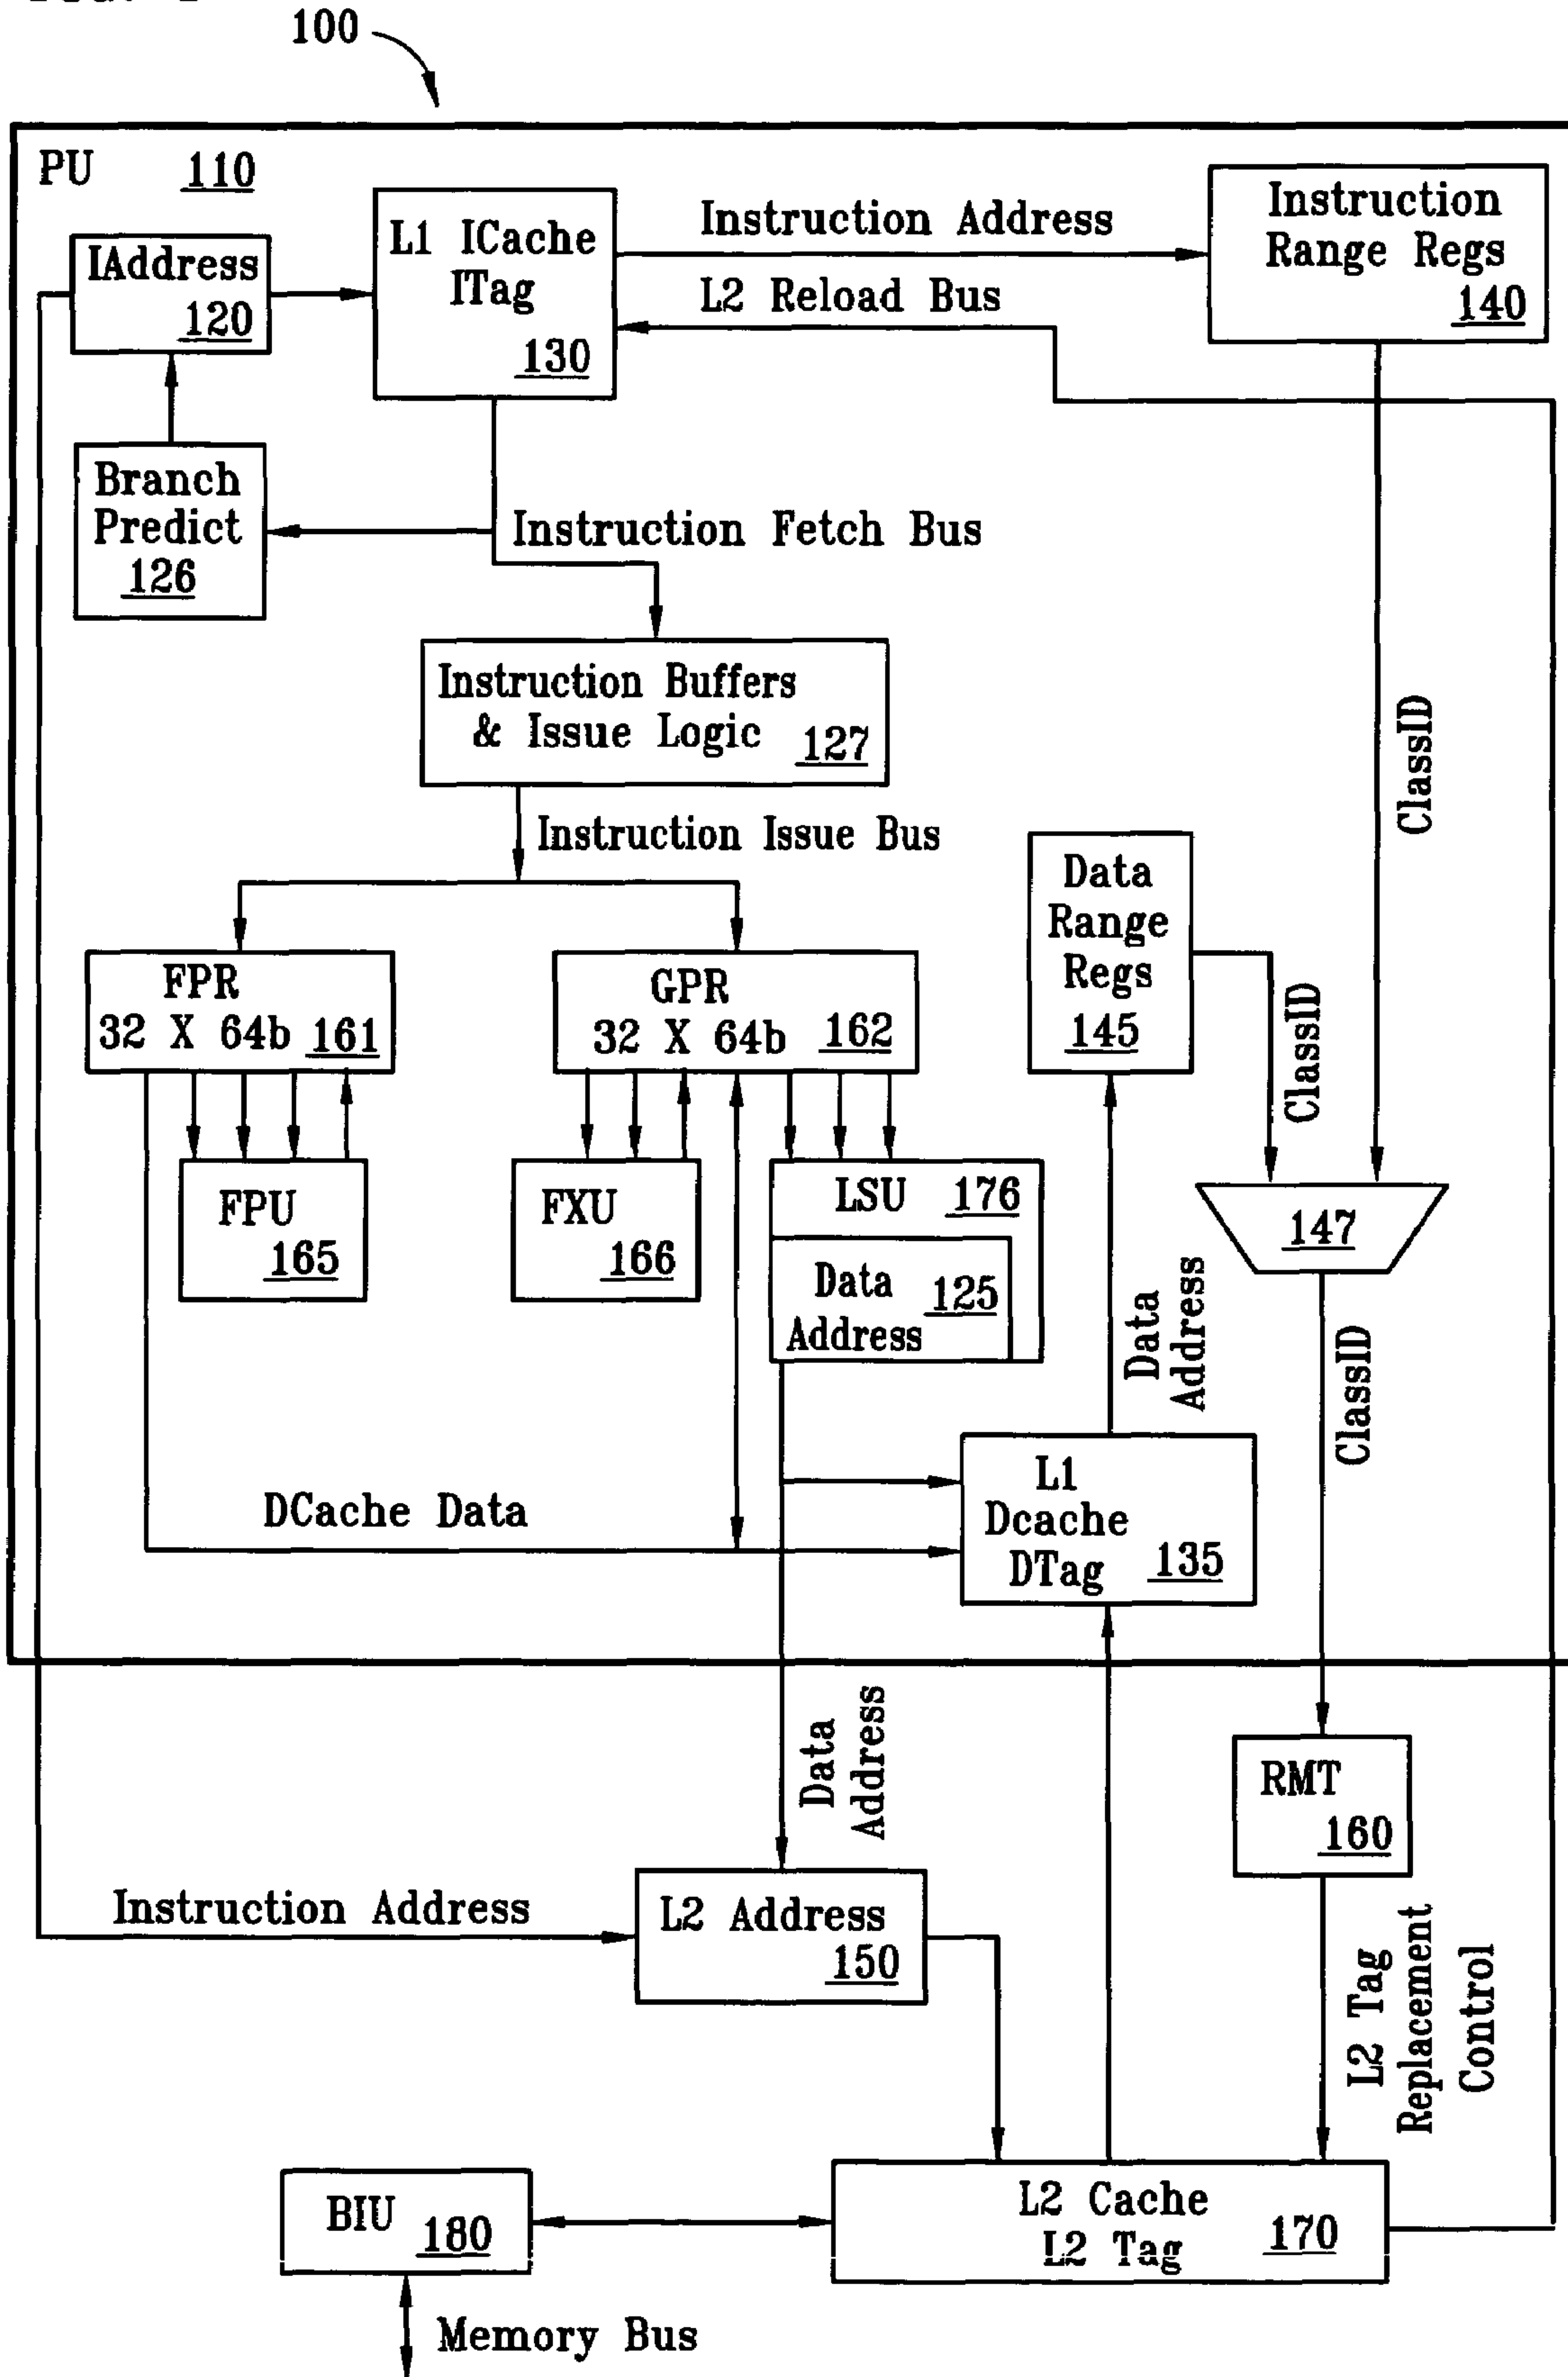 100
PU 110
IAddress
120
L1 ICache
ITag
130
Instruction Address
L2 Reload Bus
Instruction
Range Regs
140
Branch
Predict
126
Instruction Fetch Bus
Instruction Buffers
& Issue Logic 127
ClassID
Instruction Issue Bus
Data
Range
Regs
145
ClassID
FPR
32 X 64b 161
GPR
32 X 64b 162
FPU
165
FXU
166
LSU 176
Data
Address 125
147
Data
Address
ClassID
DCache Data
L1
Dcache
DTag 135
Data
Address
RMT
160
Instruction Address
L2 Address
150
L2 Tag
Replacement
Control
BIU
180
L2 Cache
L2 Tag 170
Memory Bus